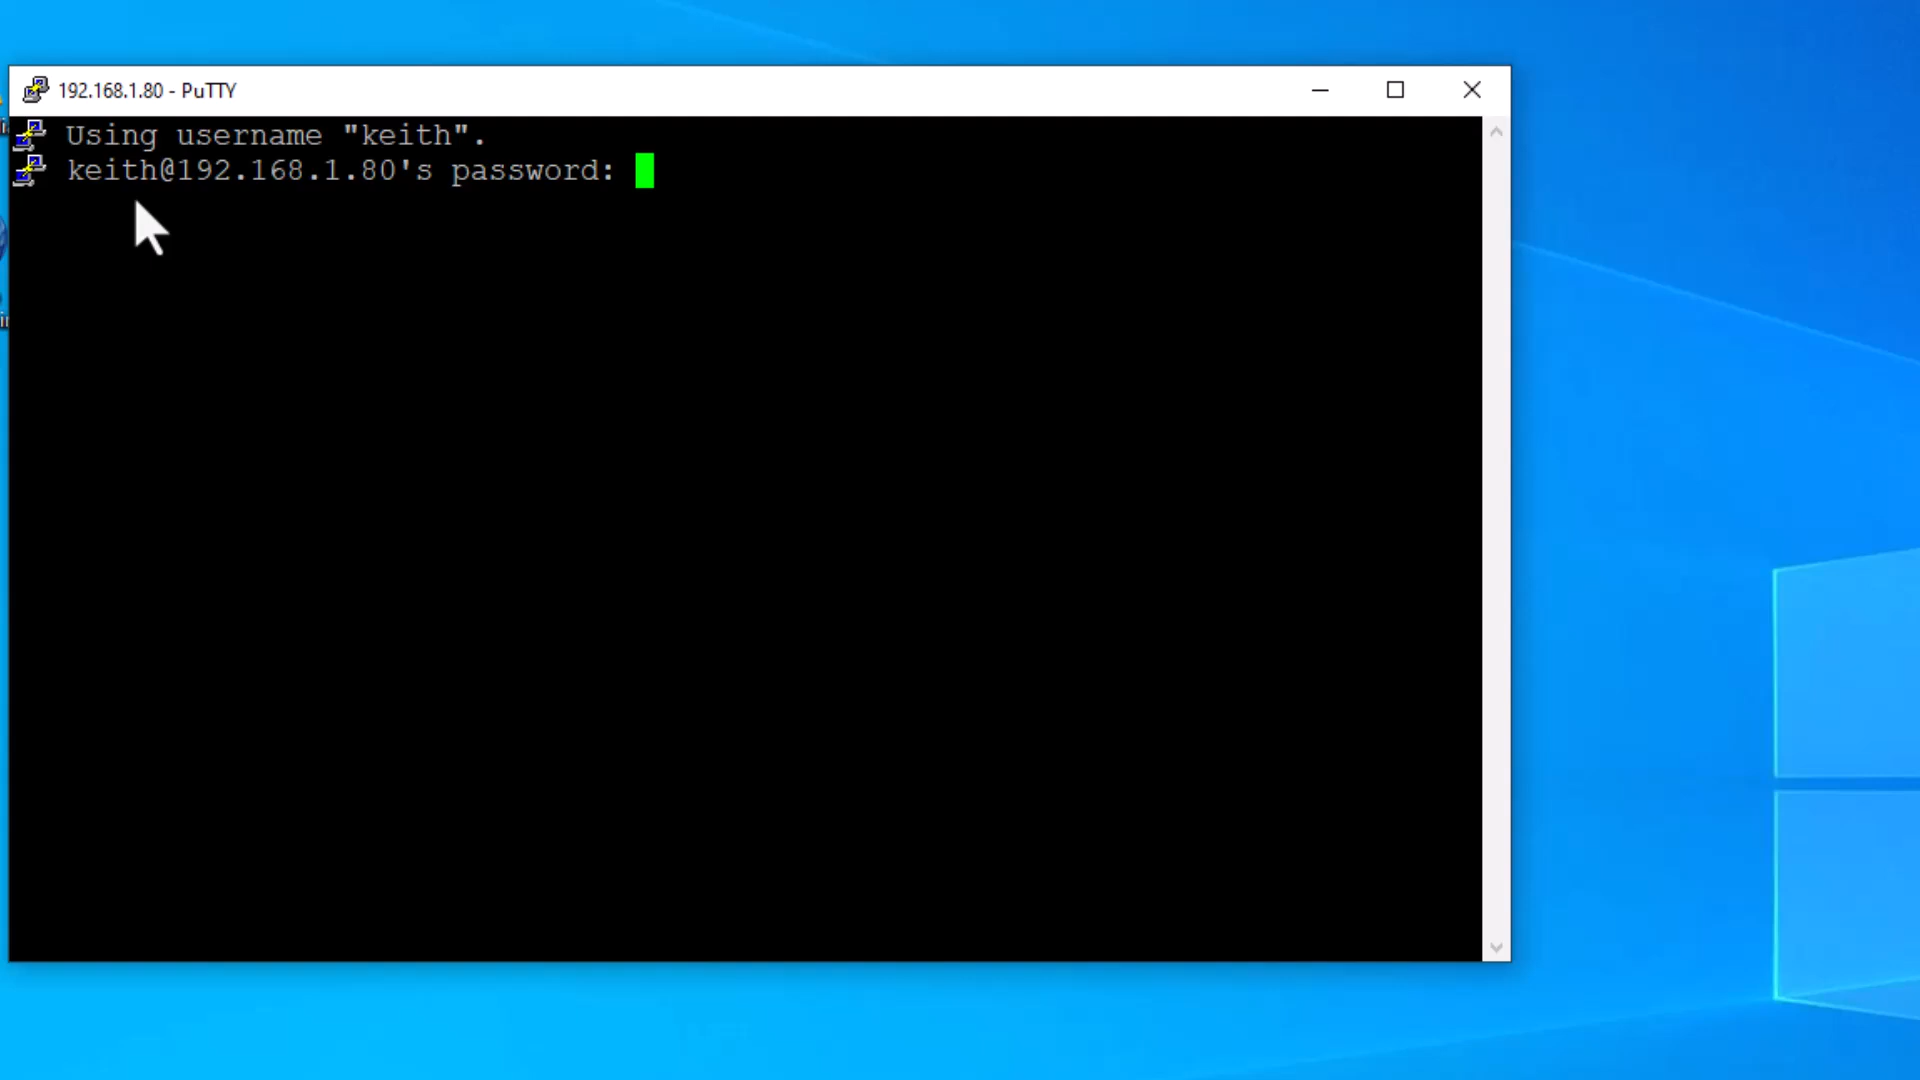 192.168.1.80 - PuTTY
Using username "keith".
keith@192.168.1.80's password: